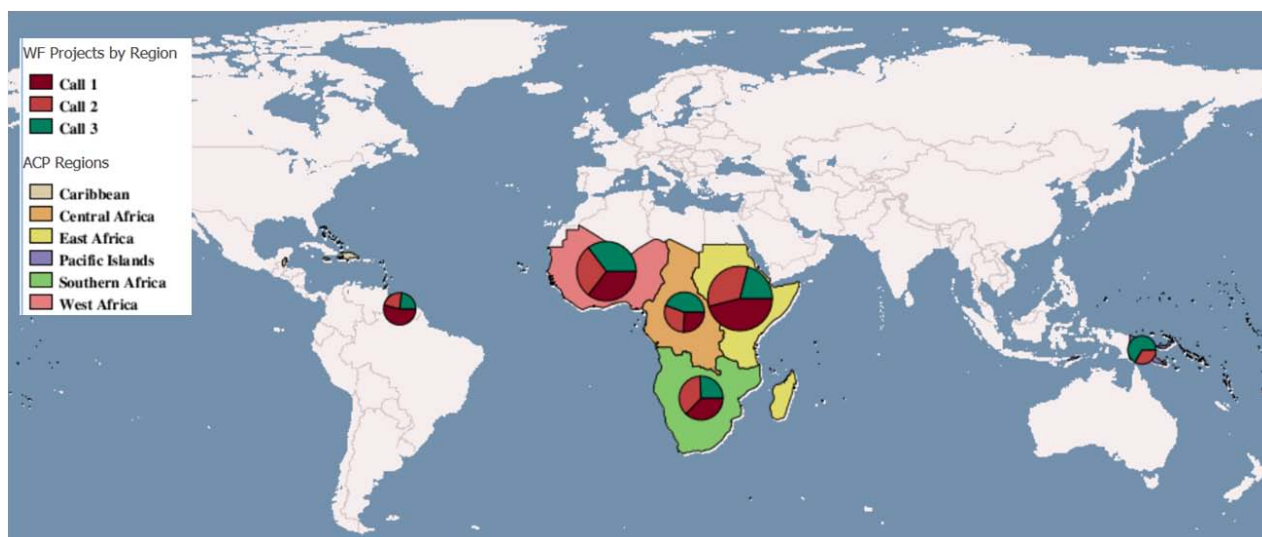 WF Projects by Region
Call 1
Call 2
Call 3
ACP Regions
Caribbean
Central Africa
East Africa
Pacific Islands
Southern Africa
West Africa